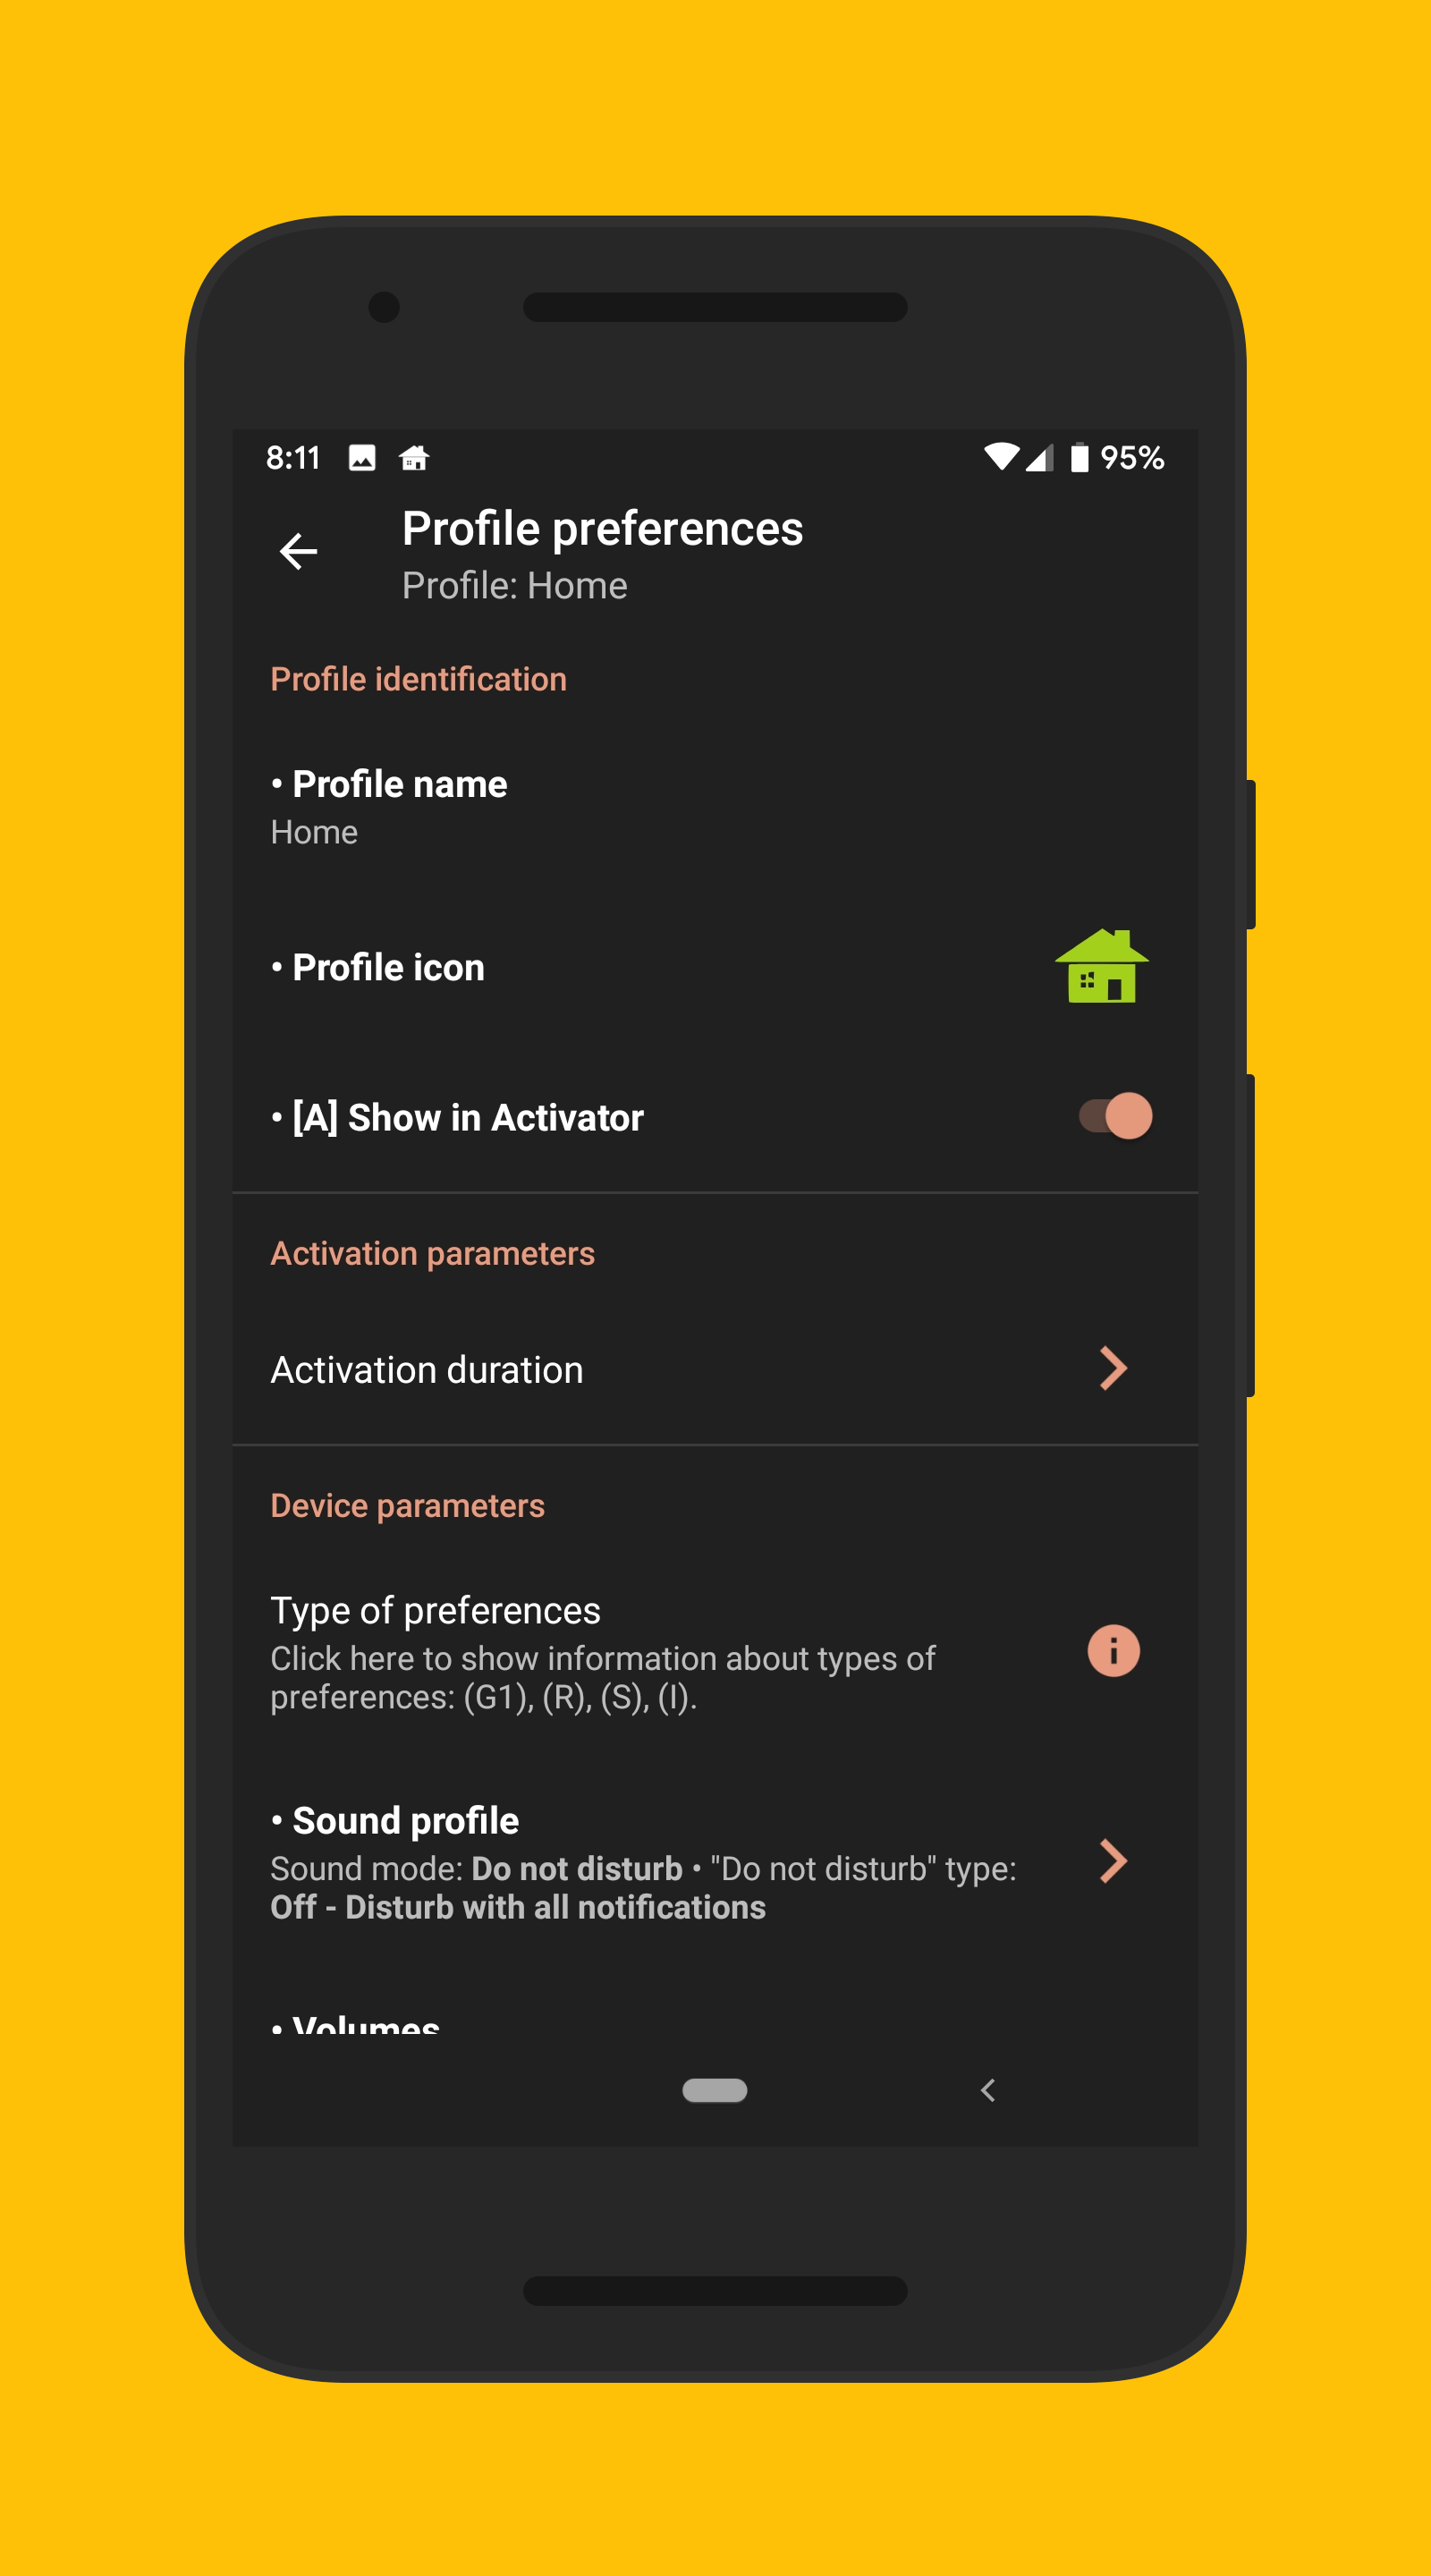 8:11 95%
Profile preferences
Profile: Home
Profile identification
• Profile name
Home
• Profile icon
• [A] Show in Activator
Activation parameters
Activation duration
Device parameters
Type of preferences
Click here to show information about types of
preferences: (G1), (R), (S), (I).
• Sound profile
Sound mode: Do not disturb • "Do not disturb" type:
Off - Disturb with all notifications
• Volumes